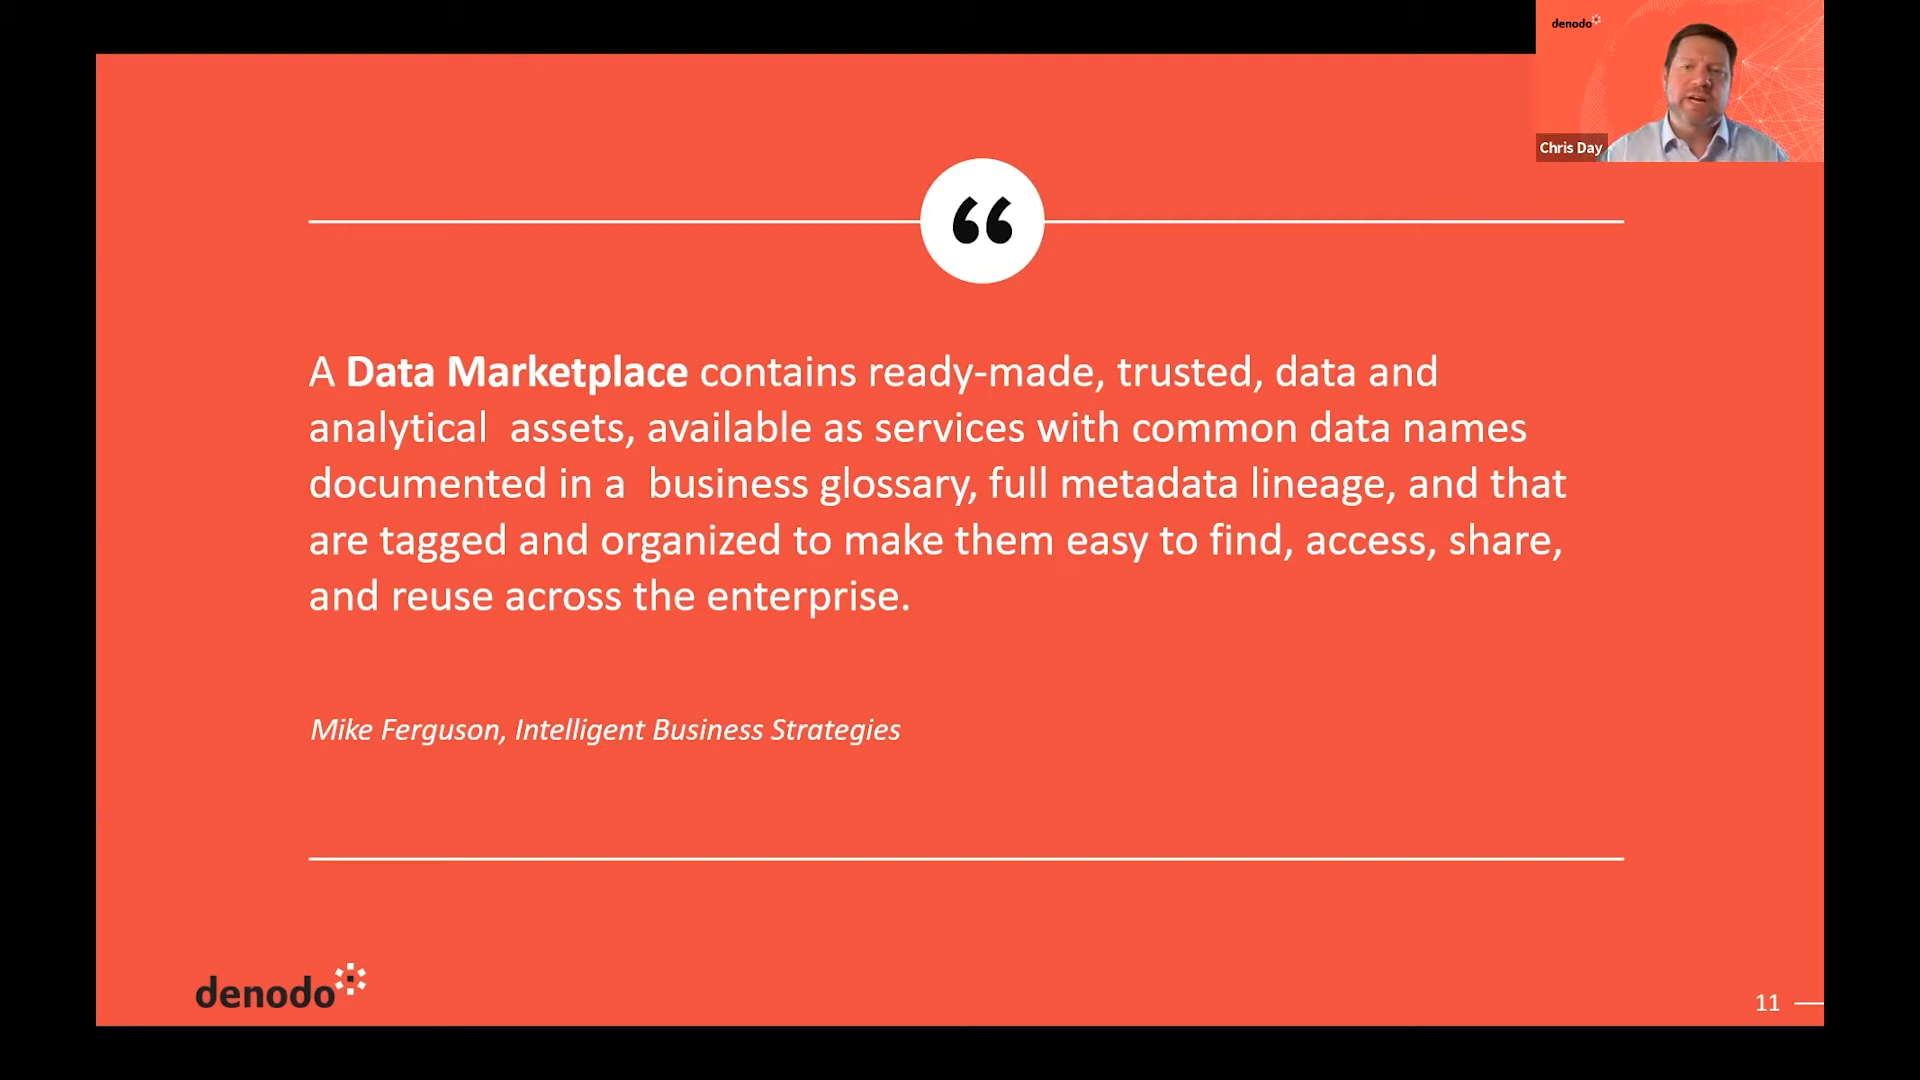 denodo
Chris Day
“
A Data Marketplace contains ready-made, trusted, data and
analytical assets, available as services with common data names
documented in a business glossary, full metadata lineage, and that
are tagged and organized to make them easy to find, access, share,
and reuse across the enterprise.
Mike Ferguson, Intelligent Business Strategies
denodo
11